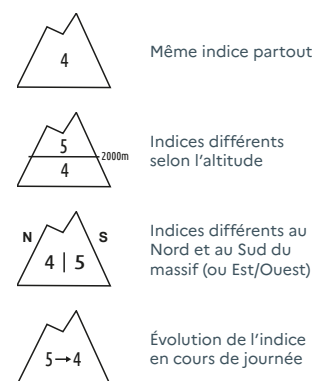 4
Même indice partout
5
2000m
4
Indices différents
selon l'altitude
N S
4 | 5
Indices différents au
Nord et au Sud du
massif (ou Est/Ouest)
5→4
Évolution de l'indice
en cours de journée